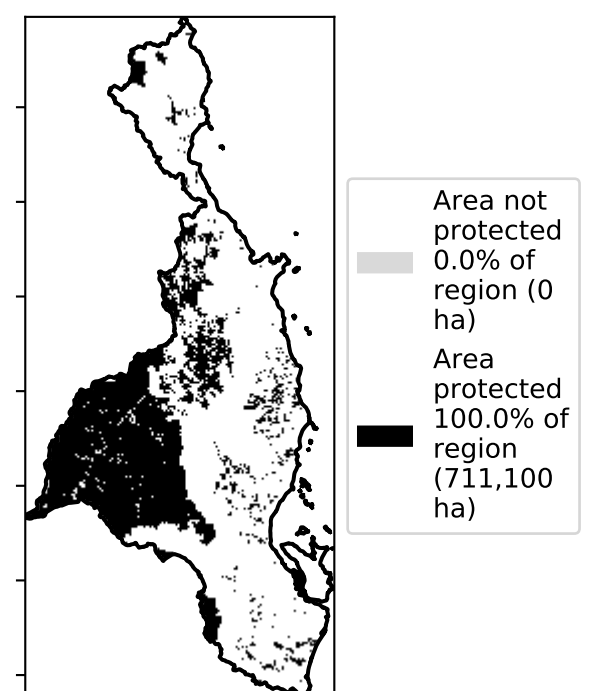 Area not
protected
0.0% of
region (0
ha)
Area
protected
100.0% of
region
(711,100
ha)